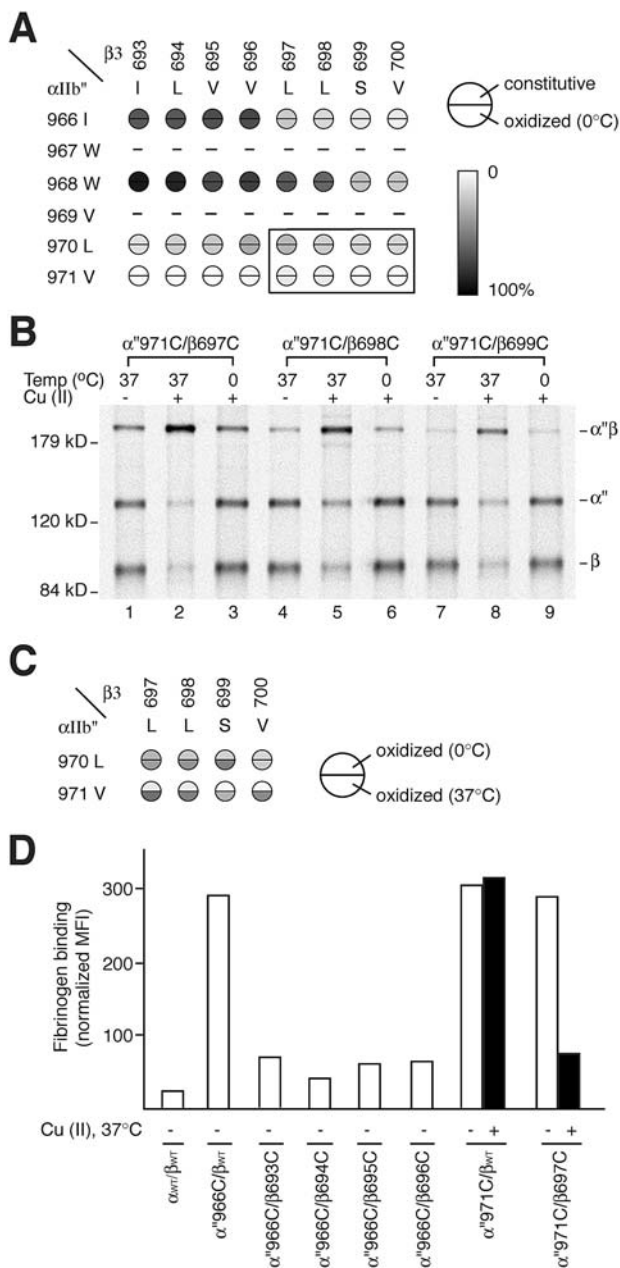 A
β3 693 694 695 696 697 698 699 700
αIIb" I L V V L L S V
constitutive
oxidized (0°C)
966 I
967 W – – – – – – – –
968 W
969 V – – – – – – – –
970 L
971 V
0
100%
B
α"971C/β697C α"971C/β698C α"971C/β699C
Temp (ºC) 37 37 0 37 37 0 37 37 0
Cu (II) - + + - + + - + +
179 kD – – α"β
120 kD – – α"
84 kD – – β
1 2 3 4 5 6 7 8 9
C
β3 697 698 699 700
αIIb" L L S V
970 L
971 V
oxidized (0°C)
oxidized (37°C)
D
Fibrinogen binding
(normalized MFI)
300
200
100
Cu (II), 37°C - - - - - - - + - +
αWT/βWT
α"966C/βWT
α"966C/β693C
α"966C/β694C
α"966C/β695C
α"966C/β696C
α"971C/βWT
α"971C/β697C